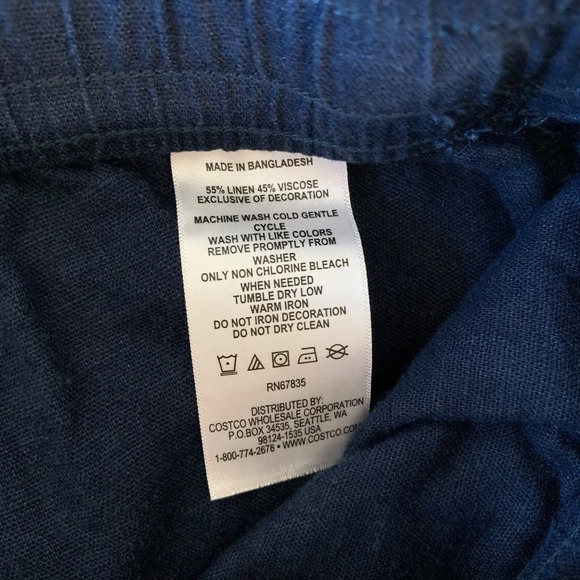 MADE IN BANGLADESH
55% LINEN 45% VISCOSE
EXCLUSIVE OF DECORATION
MACHINE WASH COLD GENTLE
CYCLE
WASH WITH LIKE COLORS
REMOVE PROMPTLY FROM
WASHER
ONLY NON CHLORINE BLEACH
WHEN NEEDED
TUMBLE DRY LOW
WARM IRON
DO NOT IRON DECORATION
DO NOT DRY CLEAN
RN67835
DISTRIBUTED BY:
COSTCO WHOLESALE CORPORATION
P.O.BOX 34535, SEATTLE, WA
98124-1535 USA
1-800-774-2678 • WWW.COSTCO.COM